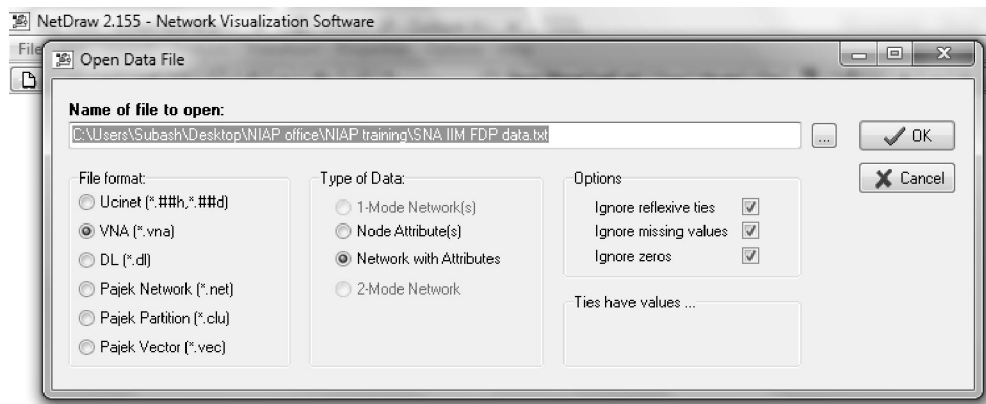 NetDraw 2.155 - Network Visualization Software
File
Open Data File
Name of file to open:
C:\Users\Subash\Desktop\NIAP office\NIAP training\SNA IIM FDP data.txt
...
OK
Cancel
File format:
Ucinet (*.##h,*.##d)
VNA (*.vna)
DL (*.dl)
Pajek Network (*.net)
Pajek Partition (*.clu)
Pajek Vector (*.vec)
Type of Data:
1-Mode Network(s)
Node Attribute(s)
Network with Attributes
2-Mode Network
Options
Ignore reflexive ties
Ignore missing values
Ignore zeros
Ties have values ...